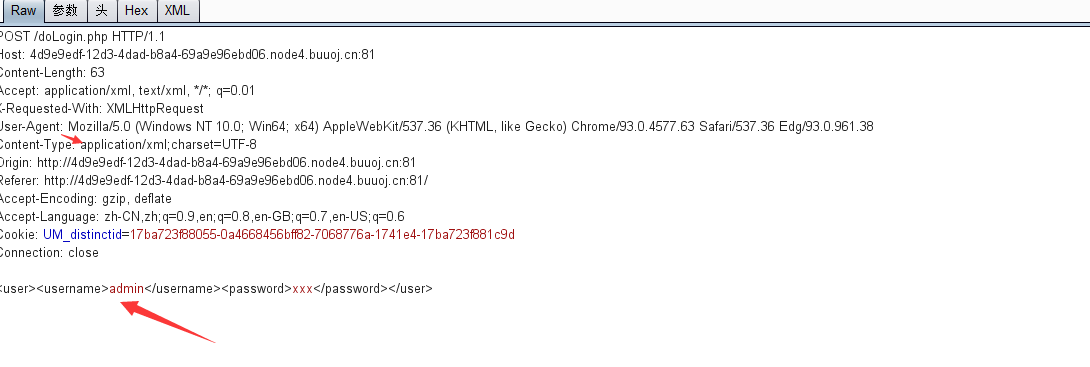 Raw 参数 头 Hex XML
POST /doLogin.php HTTP/1.1
Host: 4d9e9edf-12d3-4dad-b8a4-69a9e96ebd06.node4.buuoj.cn:81
Content-Length: 63
Accept: application/xml, text/xml, */*; q=0.01
X-Requested-With: XMLHttpRequest
User-Agent: Mozilla/5.0 (Windows NT 10.0; Win64; x64) AppleWebKit/537.36 (KHTML, like Gecko) Chrome/93.0.4577.63 Safari/537.36 Edg/93.0.961.38
Content-Type: application/xml;charset=UTF-8
Origin: http://4d9e9edf-12d3-4dad-b8a4-69a9e96ebd06.node4.buuoj.cn:81
Referer: http://4d9e9edf-12d3-4dad-b8a4-69a9e96ebd06.node4.buuoj.cn:81/
Accept-Encoding: gzip, deflate
Accept-Language: zh-CN,zh;q=0.9,en;q=0.8,en-GB;q=0.7,en-US;q=0.6
Cookie: UM_distinctid=17ba723f88055-0a4668456bff82-7068776a-1741e4-17ba723f881c9d
Connection: close
<user><username>admin</username><password>xxx</password></user>